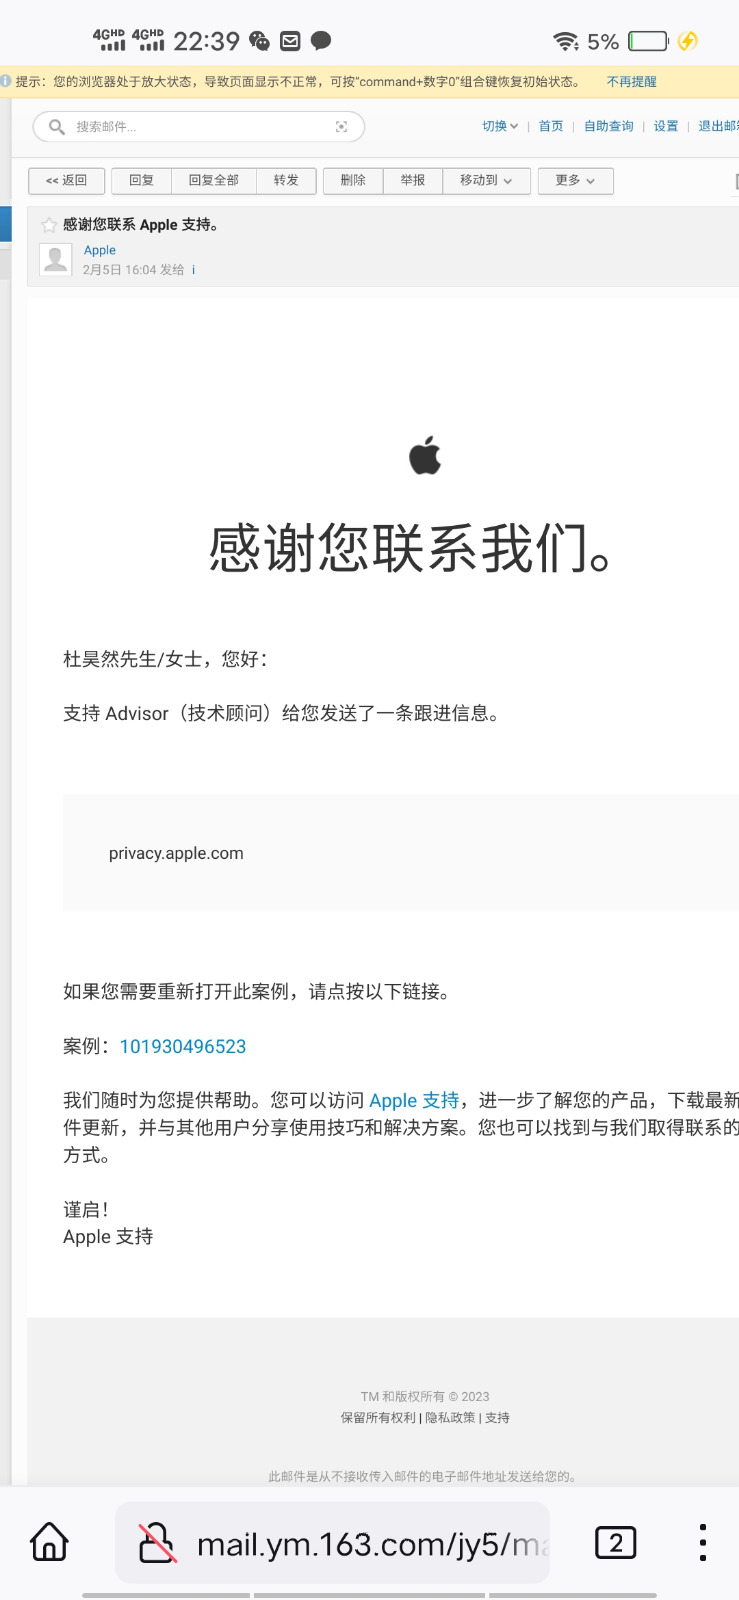 4GHD 4GHD 22:39 5%
提示：您的浏览器处于放大状态，导致页面显示不正常，可按“command+数字0”组合键恢复初始状态。 不再提醒
搜索邮件... 切换 | 首页 | 自助查询 | 设置 | 退出邮
<< 返回 回复 回复全部 转发 删除 举报 移动到 更多
感谢您联系 Apple 支持。
Apple
2月5日 16:04 发给 i
感谢您联系我们。
杜昊然先生/女士，您好：
支持 Advisor（技术顾问）给您发送了一条跟进信息。
privacy.apple.com
如果您需要重新打开此案例，请点按以下链接。
案例：101930496523
我们随时为您提供帮助。您可以访问 Apple 支持，进一步了解您的产品，下载最新
件更新，并与其他用户分享使用技巧和解决方案。您也可以找到与我们取得联系的
方式。
谨启！
Apple 支持
TM 和版权所有 © 2023
保留所有权利 | 隐私政策 | 支持
此邮件是从不接收传入邮件的电子邮件地址发送给您的。
mail.ym.163.com/jy5/ma 2